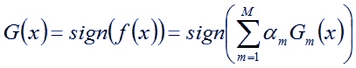 G(x) = sign(f(x)) = sign(∑_{m=1}^{M} α_m G_m(x))